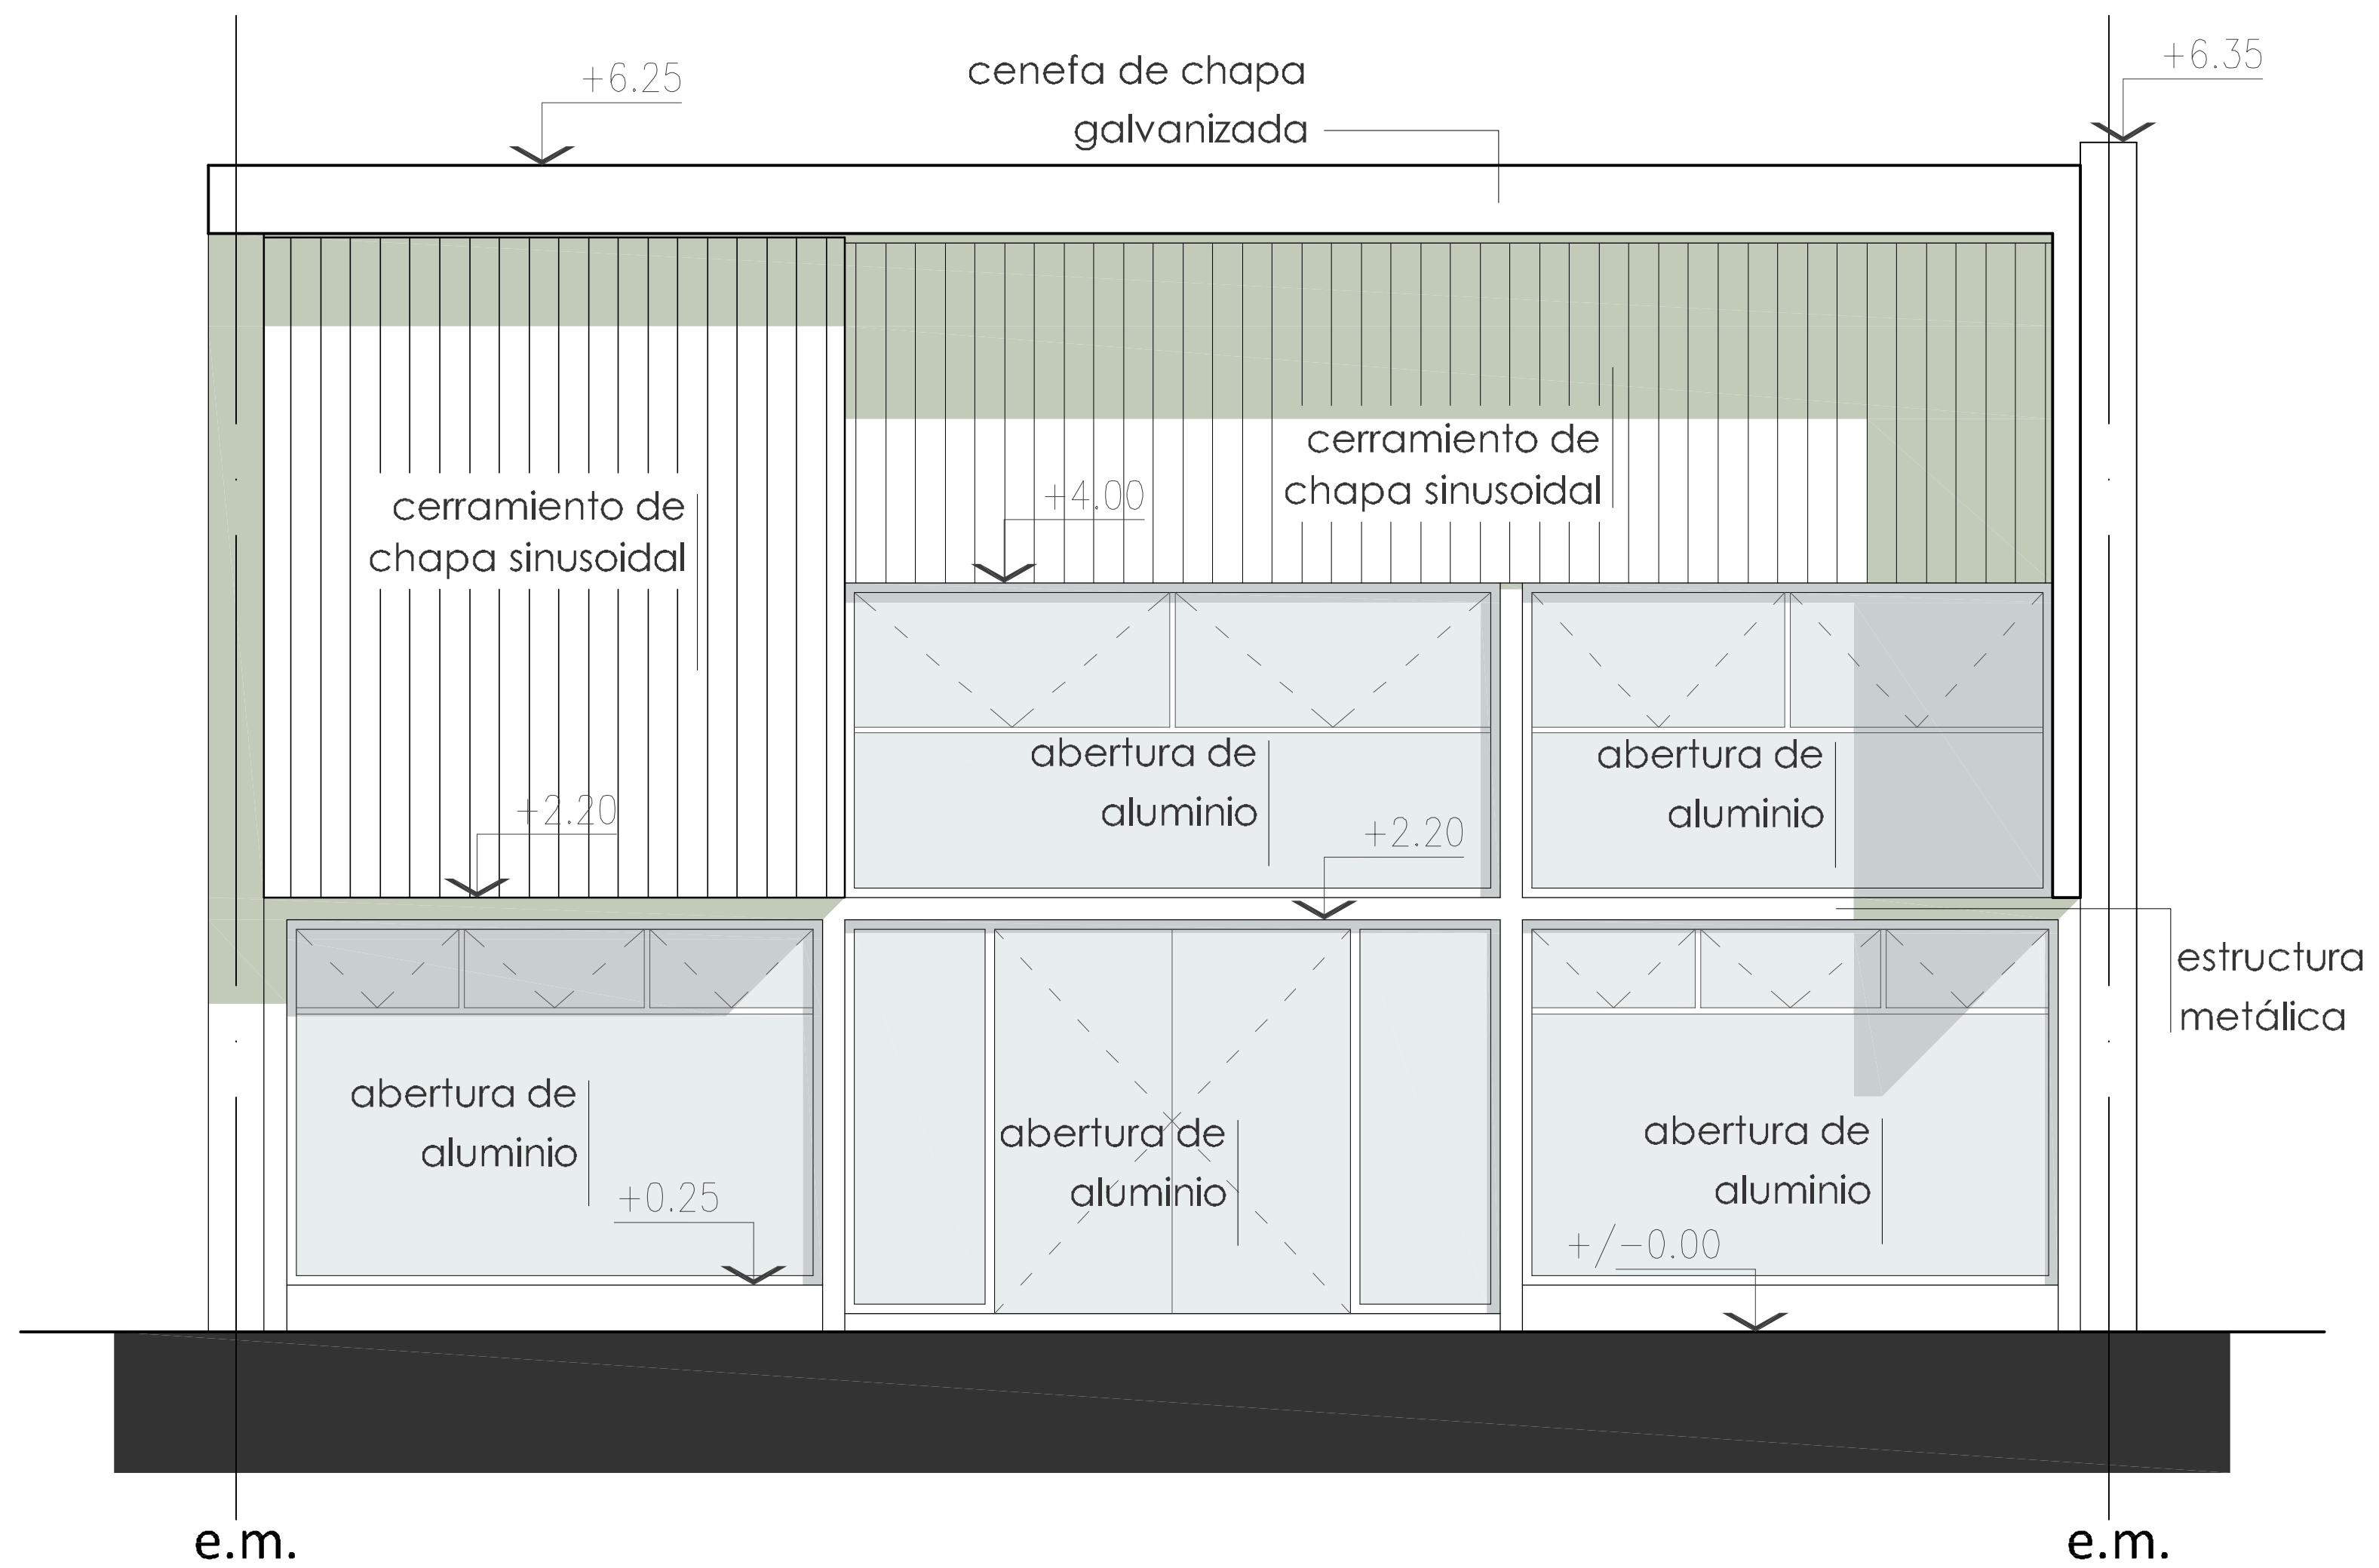 +6.35
+6.25
cenefa de chapa
galvanizada
cerramiento de
chapa sinusoidal
+4.00
cerramiento de
chapa sinusoidal
abertura de
aluminio
abertura de
aluminio
+2.20
+2.20
estructura
metálica
abertura de
aluminio
+0.25
abertura de
aluminio
abertura de
aluminio
+/-0.00
e.m.
e.m.